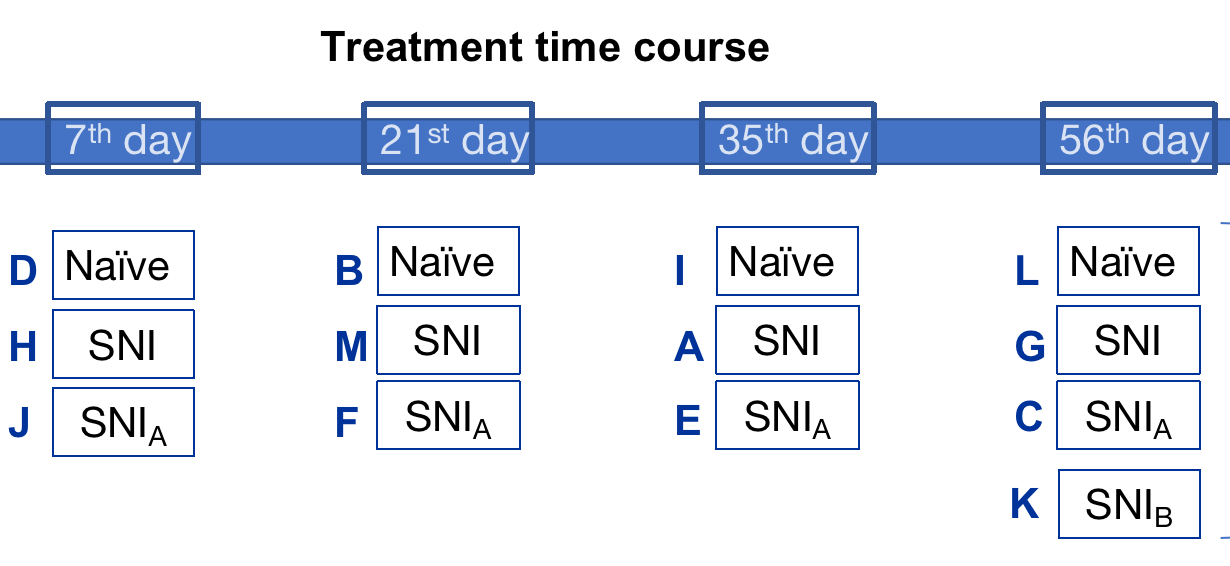 Treatment time course
7th day 21st day 35th day 56th day
D Naïve B Naïve I Naïve L Naïve
H SNI M SNI A SNI G SNI
J SNIA F SNIA E SNIA C SNIA
K SNIB